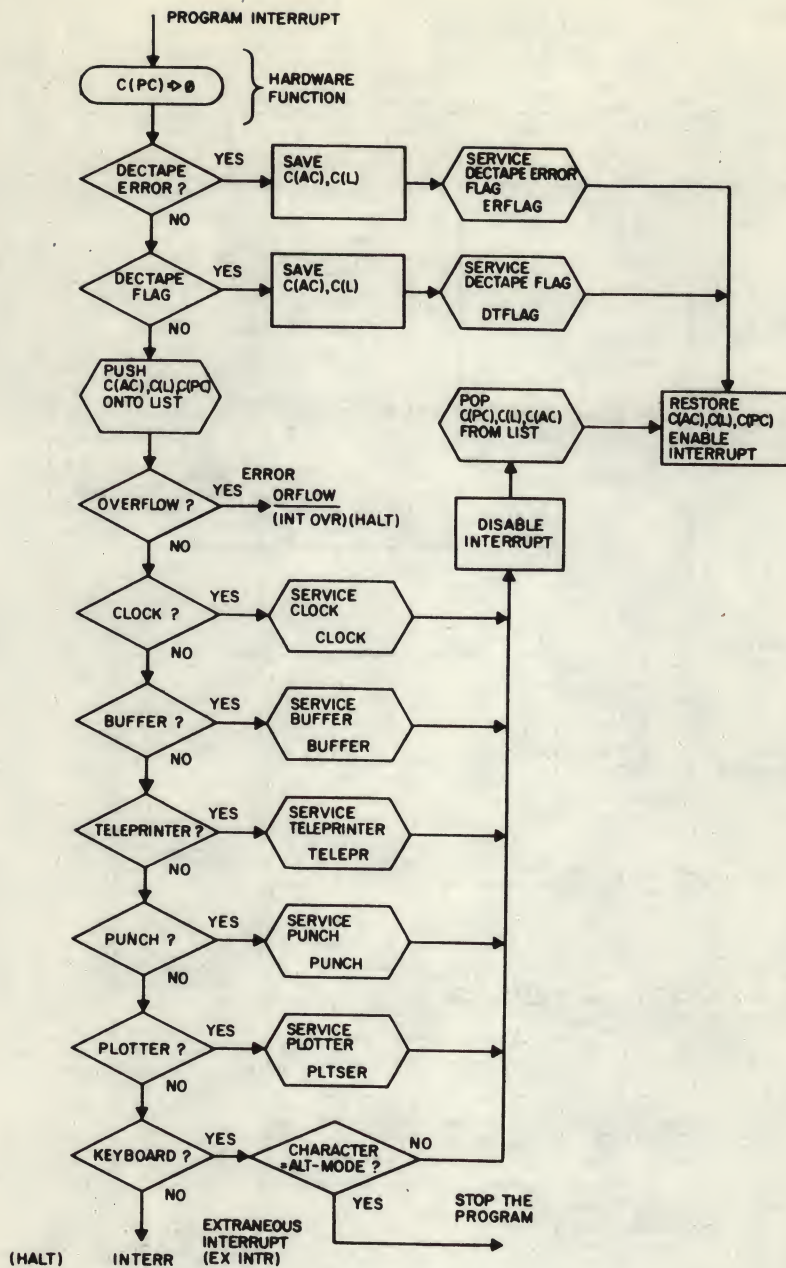 PROGRAM INTERRUPT
C(PC)⇒0
HARDWARE
FUNCTION
DECTAPE
ERROR ?
YES
SAVE
C(AC),C(L)
SERVICE
DECTAPE ERROR
FLAG
ERFLAG
NO
DECTAPE
FLAG
YES
SAVE
C(AC),C(L)
SERVICE
DECTAPE FLAG
DTFLAG
NO
PUSH
C(AC),C(L),C(PC)
ONTO LIST
POP
C(PC),C(L),C(AC)
FROM LIST
RESTORE
C(AC),C(L),C(PC)
ENABLE
INTERRUPT
OVERFLOW ?
YES
ERROR
ORFLOW
(INT OVR)(HALT)
DISABLE
INTERRUPT
NO
CLOCK ?
YES
SERVICE
CLOCK
CLOCK
NO
BUFFER ?
YES
SERVICE
BUFFER
BUFFER
NO
TELEPRINTER ?
YES
SERVICE
TELEPRINTER
TELEPR
NO
PUNCH ?
YES
SERVICE
PUNCH
PUNCH
NO
PLOTTER ?
YES
SERVICE
PLOTTER
PLTSER
NO
KEYBOARD ?
YES
CHARACTER
=ALT-MODE ?
NO
NO
YES
STOP THE
PROGRAM
(HALT)
INTERR
EXTRANEOUS
INTERRUPT
(EX INTR)